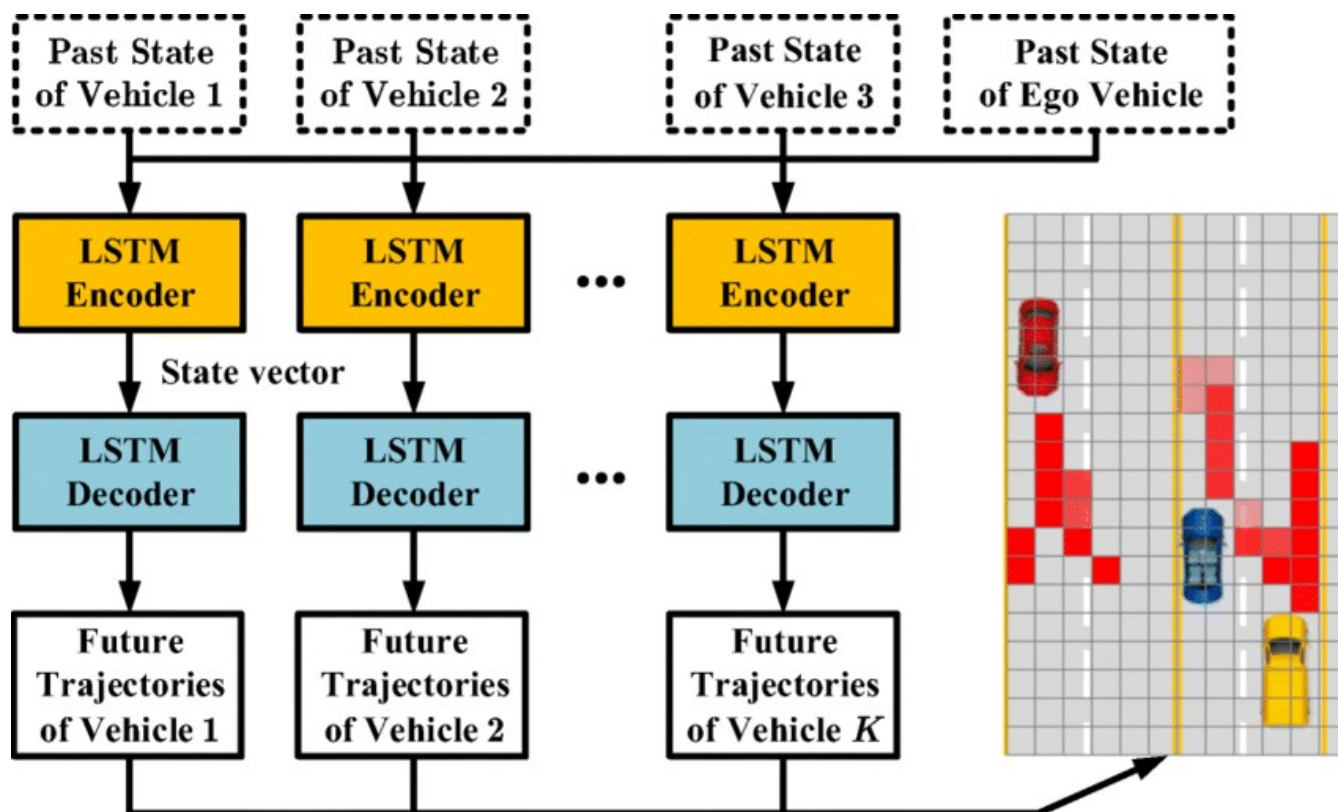 Past State
of Vehicle 1
Past State
of Vehicle 2
Past State
of Vehicle 3
Past State
of Ego Vehicle
LSTM
Encoder
LSTM
Encoder
...
LSTM
Encoder
State vector
LSTM
Decoder
LSTM
Decoder
...
LSTM
Decoder
Future
Trajectories
of Vehicle 1
Future
Trajectories
of Vehicle 2
Future
Trajectories
of Vehicle K